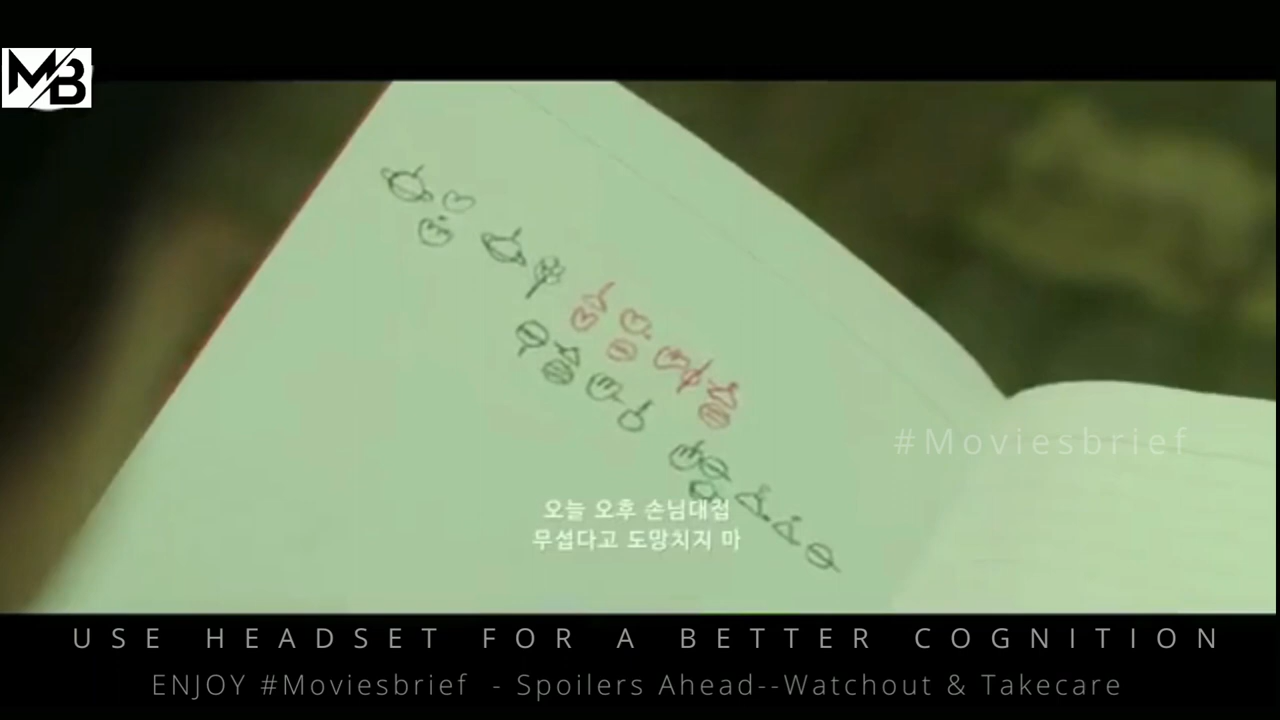 MB
#Moviesbrief
오늘 오후 손님대접
무섭다고 도망치지 마
USE HEADSET FOR A BETTER COGNITION
ENJOY #Moviesbrief - Spoilers Ahead--Watchout & Takecare